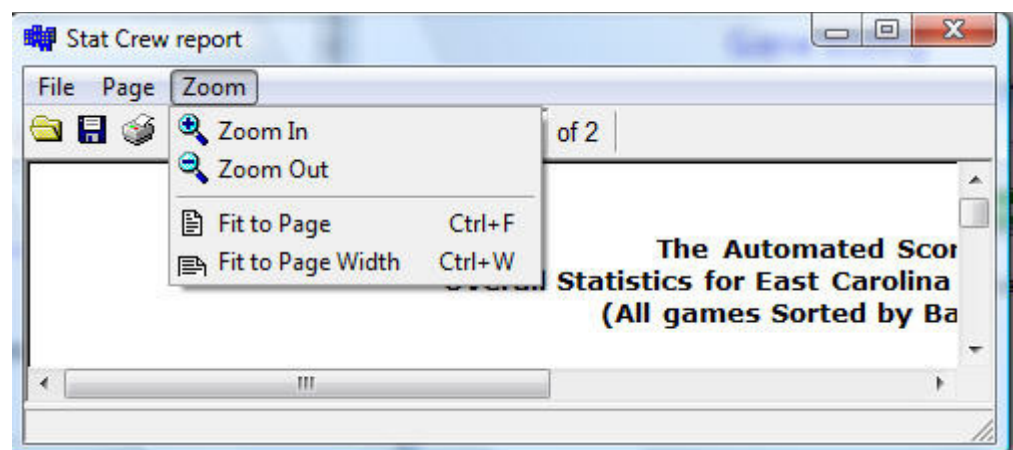 Stat Crew report
File Page Zoom
of 2
Zoom In
Zoom Out
Fit to Page Ctrl+F
Fit to Page Width Ctrl+W
The Automated Scor
Statistics for East Carolina
(All games Sorted by Ba